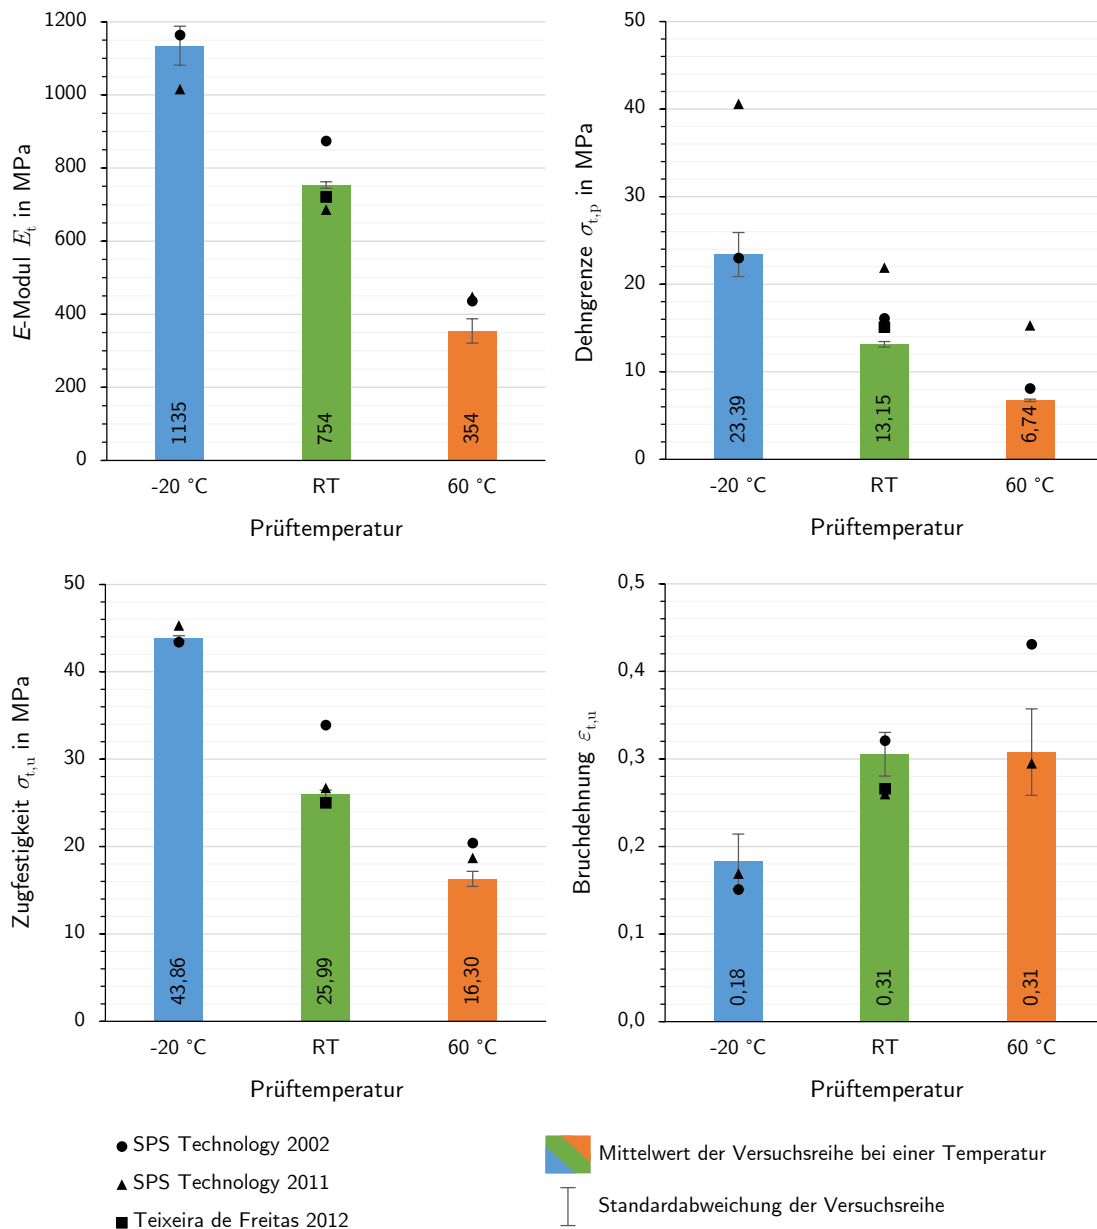 E-Modul Et in MPa
1200
1000
800
600
400
200
0
1135
754
354
-20 °C RT 60 °C
Prüftemperatur
Dehngrenze σt,p in MPa
50
40
30
20
10
0
23,39
13,15
6,74
-20 °C RT 60 °C
Prüftemperatur
Zugfestigkeit σt,u in MPa
50
40
30
20
10
0
43,86
25,99
16,30
-20 °C RT 60 °C
Prüftemperatur
Bruchdehnung εt,u
0,5
0,4
0,3
0,2
0,1
0,0
0,18
0,31
0,31
-20 °C RT 60 °C
Prüftemperatur
SPS Technology 2002
SPS Technology 2011
Teixeira de Freitas 2012
Mittelwert der Versuchsreihe bei einer Temperatur
Standardabweichung der Versuchsreihe